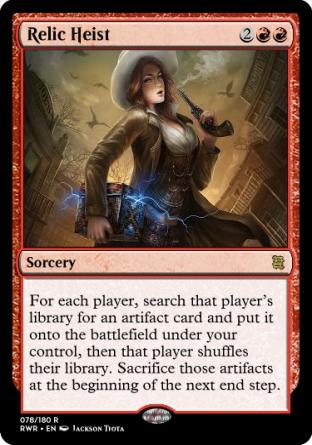 Relic Heist 2
Sorcery
For each player, search that player's
library for an artifact card and put it
onto the battlefield under your
control, then that player shuffles
their library. Sacrifice those artifacts
at the beginning of the next end step.
078/180 R
RWR • EN Jackson Tjota